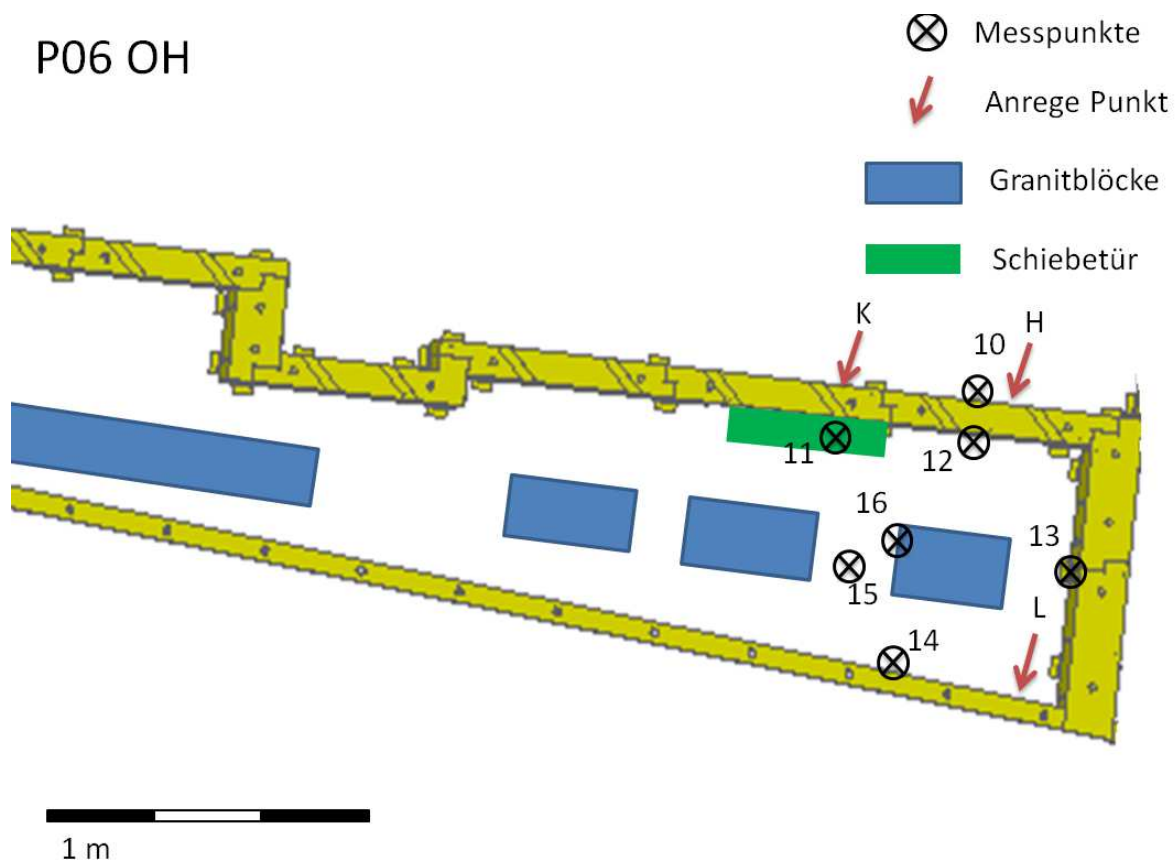 P06 OH
Messpunkte
Anrege Punkt
Granitblöcke
Schiebetür
K
10
H
11
12
16
13
15
L
14
1 m